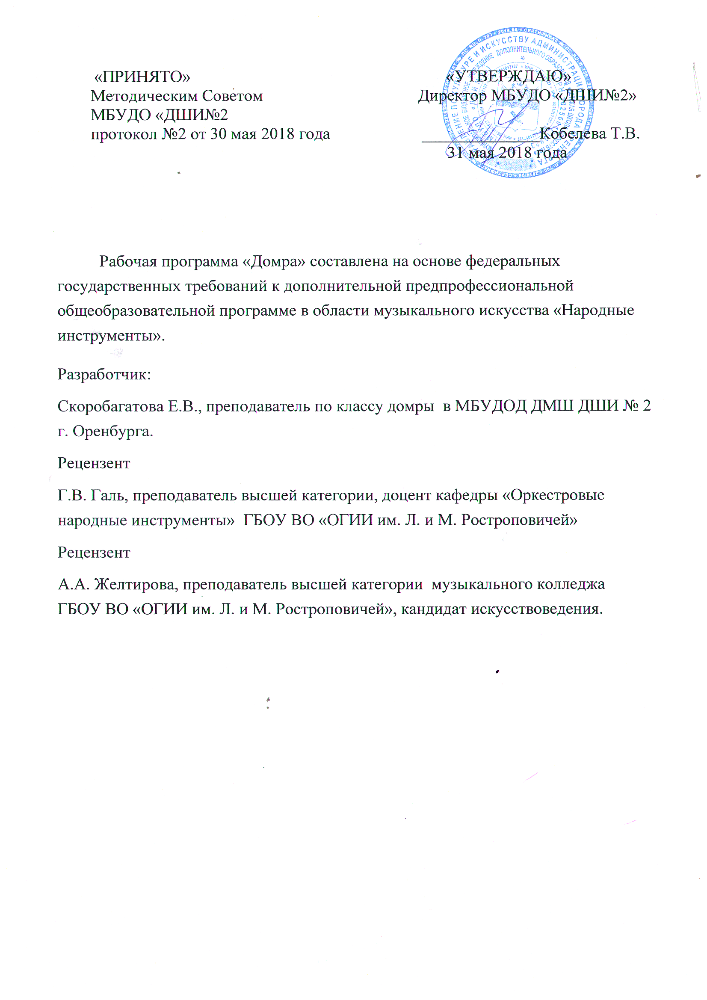 «ПРИНЯТО»
Методическим Советом
МБУДО «ДШИ№2
протокол №2 от 30 мая 2018 года
«УТВЕРЖДАЮ»
Директор МБУДО «ДШИ№2»
Кобелева Т.В.
31 мая 2018 года
Рабочая программа «Домра» составлена на основе федеральных
государственных требований к дополнительной предпрофессиональной
общеобразовательной программе в области музыкального искусства «Народные
инструменты».
Разработчик:
Скоробагатова Е.В., преподаватель по классу домры в МБУДОД ДМШ ДШИ № 2
г. Оренбурга.
Рецензент
Г.В. Галь, преподаватель высшей категории, доцент кафедры «Оркестровые
народные инструменты» ГБОУ ВО «ОГИИ им. Л. и М. Ростроповичей»
Рецензент
А.А. Желтирова, преподаватель высшей категории музыкального колледжа
ГБОУ ВО «ОГИИ им. Л. и М. Ростроповичей», кандидат искусствоведения.